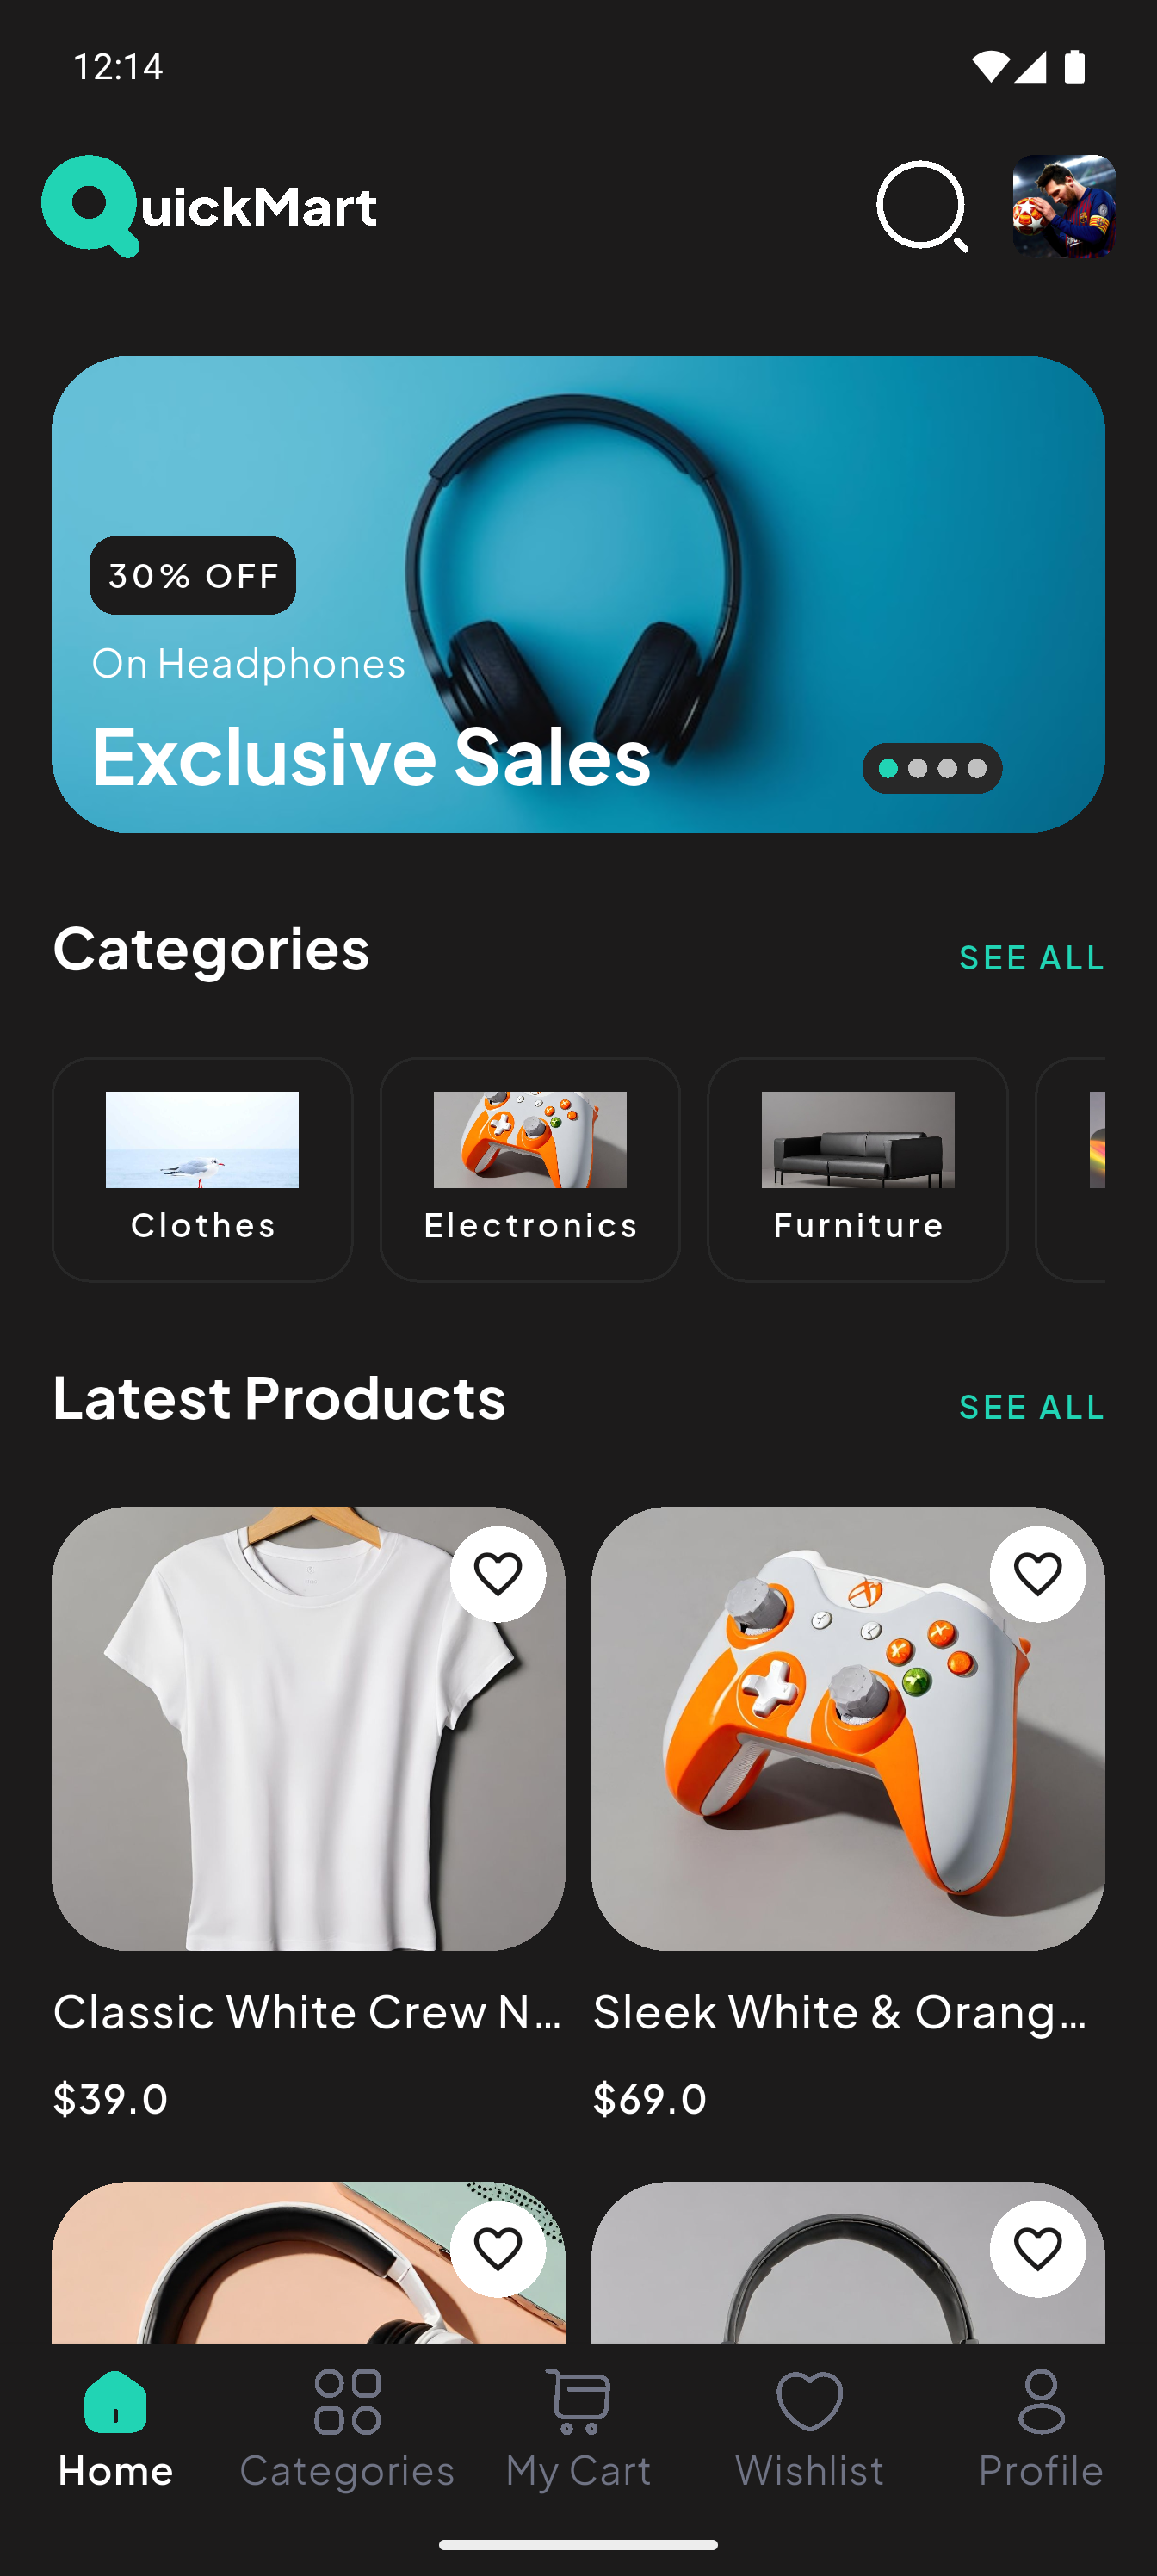 12:14
QuickMart
30% OFF
On Headphones
Exclusive Sales
Categories
SEE ALL
Clothes
Electronics
Furniture
Latest Products
SEE ALL
Classic White Crew N...
Sleek White & Orang...
$39.0
$69.0
Home
Categories
My Cart
Wishlist
Profile